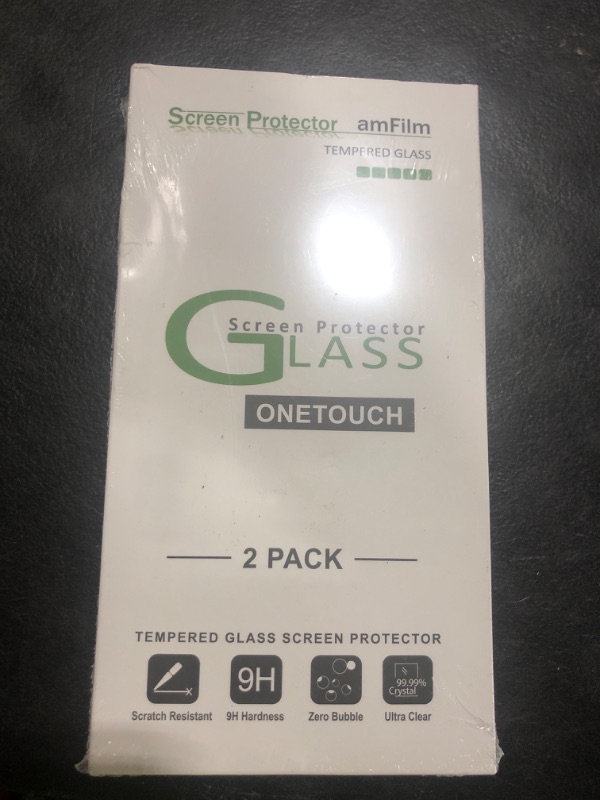 Screen Protector amFilm
TEMPERED GLASS
Screen Protector
GLASS
ONETOUCH
2 PACK
TEMPERED GLASS SCREEN PROTECTOR
9H
99.99%
Crystal
Scratch Resistant 9H Hardness Zero Bubble Ultra Clear